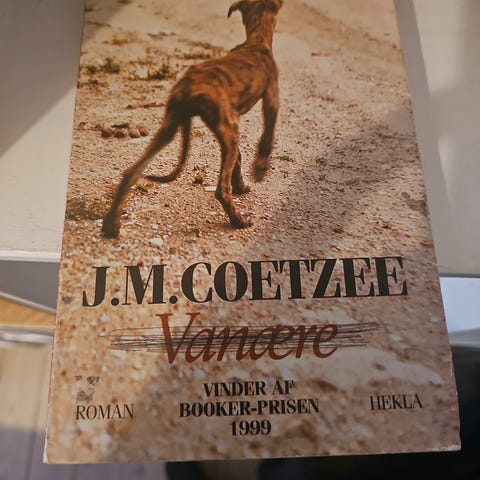 J.M.COETZEE
Vanære
VINDER AF
ROMAN BOOKER-PRISEN HEKLA
1999